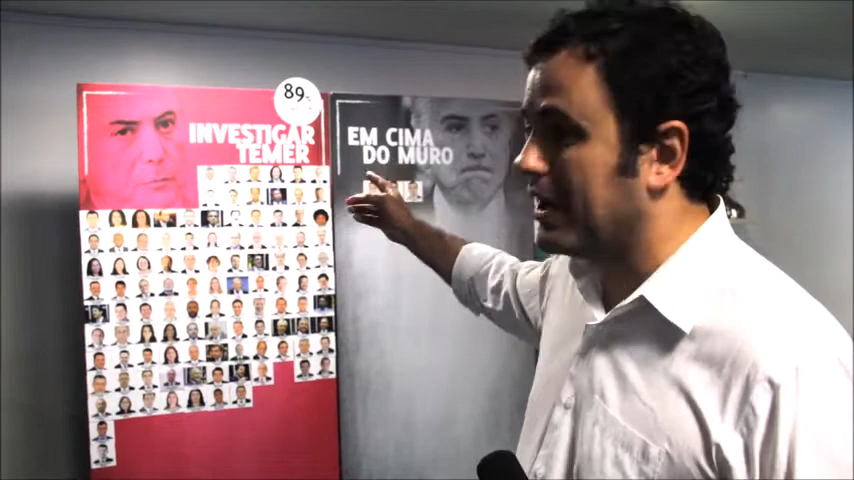 89%
INVESTIGAR
TEMER
EM CIMA
DO MURO